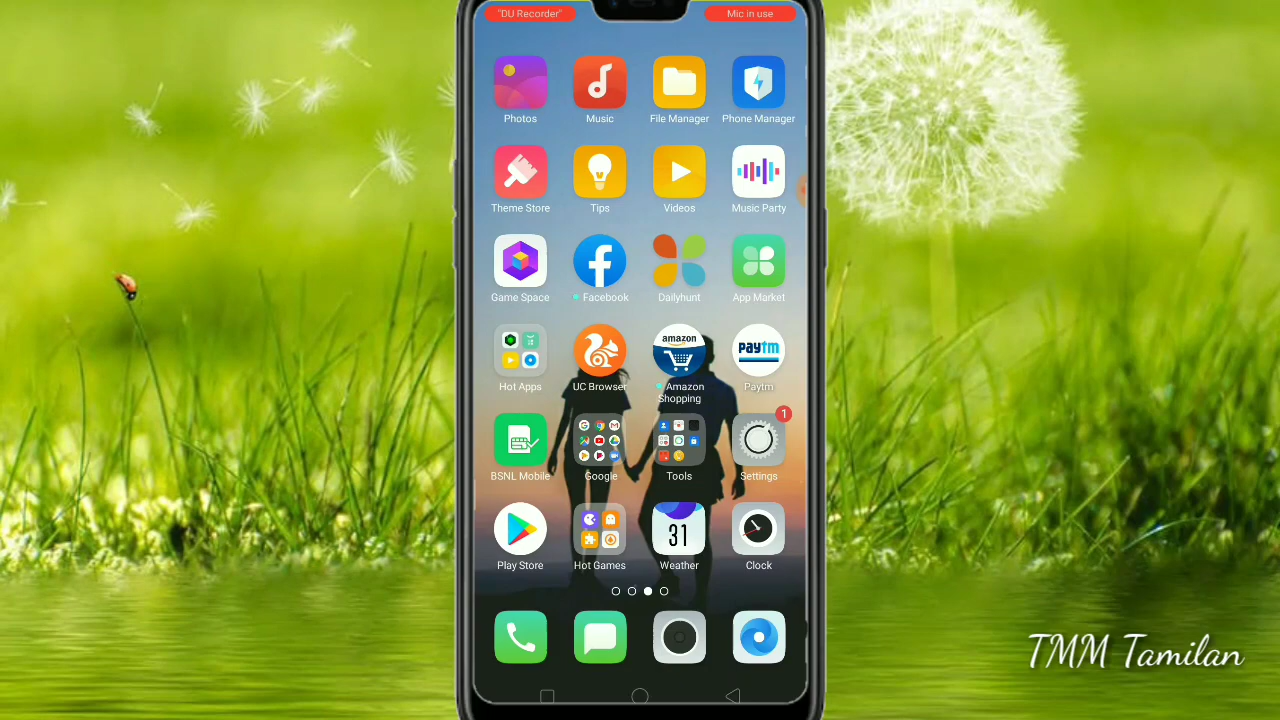 "DU Recorder"
Mic in use
Photos
Music
File Manager
Phone Manager
Theme Store
Tips
Videos
Music Party
Game Space
Facebook
Dailyhunt
App Market
amazon
paytm
Hot Apps
UC Browser
Amazon
Shopping
Paytm
1
BSNL Mobile
Google
Tools
Settings
31
Play Store
Hot Games
Weather
Clock
TMM Tamilan